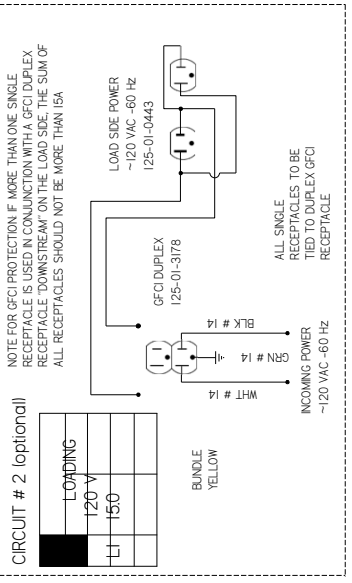 CIRCUIT # 2 (optional)
NOTE FOR GFCI PROTECTION: IF MORE THAN ONE SINGLE
RECEPTACLE IS USED IN CONJUNCTION WITH A GFCI DUPLEX
RECEPTACLE "DOWNSTREAM" ON THE LOAD SIDE, THE SUM OF
ALL RECEPTACLES SHOULD NOT BE MORE THAN 15A
LOADING
120 V
L1 15.0
LOAD SIDE POWER
~120 VAC -60 Hz
125-01-0443
GFCI DUPLEX
125-01-3178
BUNDLE
YELLOW
WHT # 14
GRN # 14
BLK # 14
INCOMING POWER
~120 VAC -60 Hz
ALL SINGLE
RECEPTACLES TO BE
TIED TO DUPLEX GFCI
RECEPTACLE